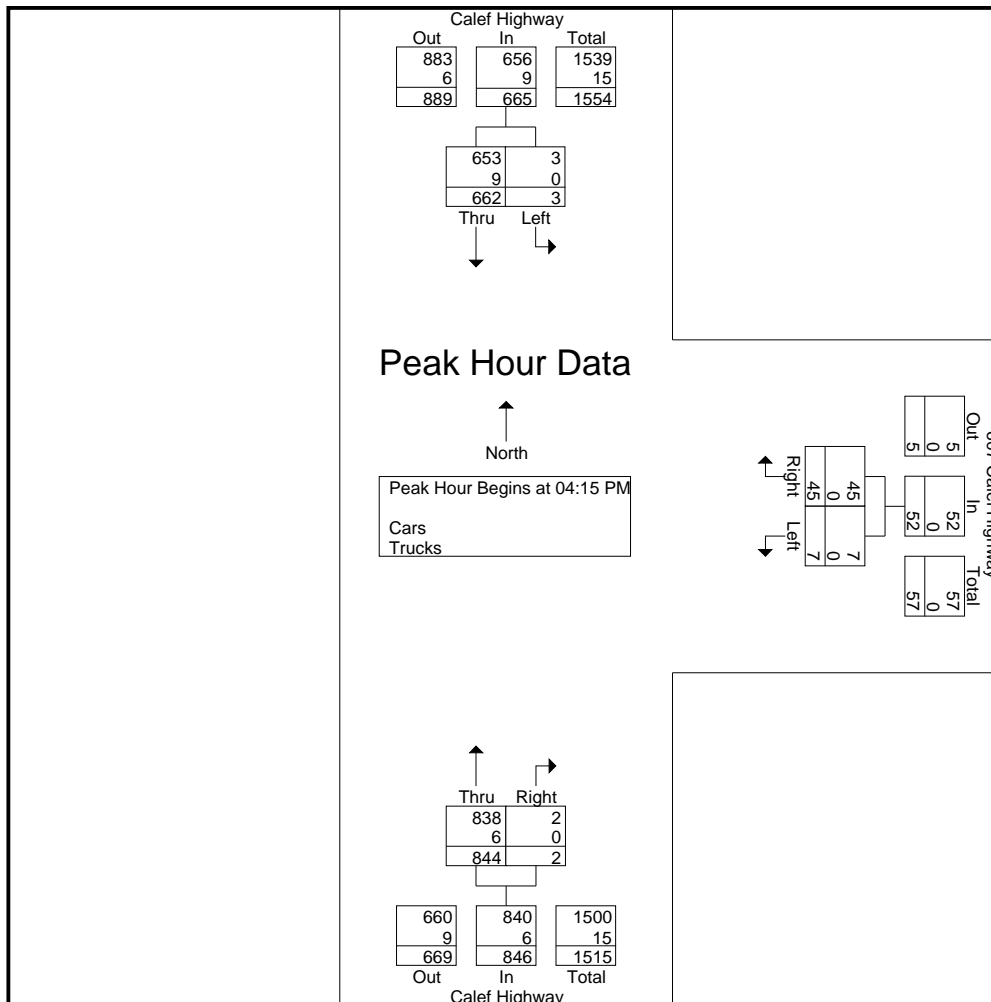 Calef Highway
Out In Total
883 656 1539
6 9 15
889 665 1554
653 3
9 0
662 3
Thru Left
Peak Hour Data
North
Peak Hour Begins at 04:15 PM
Cars
Trucks
Right Left
45 7
0 0
45 7
Calef Highway
Out In Total
5 52 57
0 0 0
5 52 57
Thru Right
838 2
6 0
844 2
660 840 1500
9 6 15
669 846 1515
Out In Total
Calef Highway